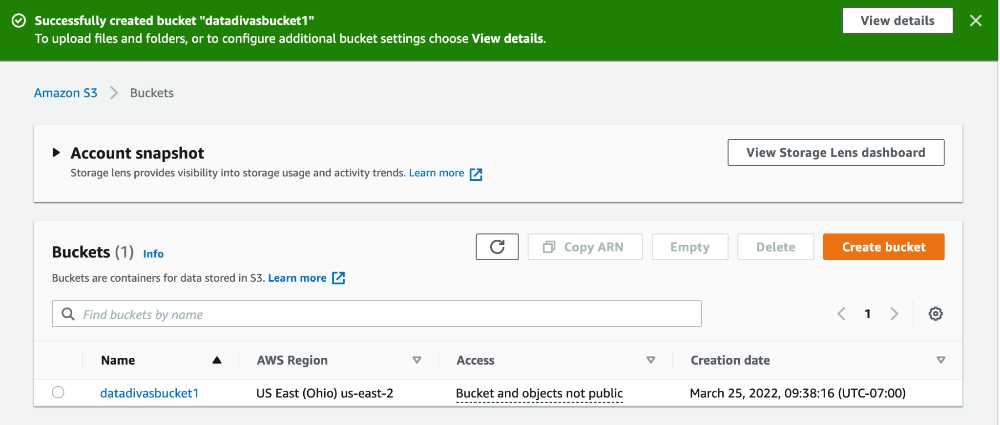 Successfully created bucket "datadivasbucket1"
To upload files and folders, or to configure additional bucket settings choose View details.
View details
Amazon S3 Buckets
Account snapshot
Storage lens provides visibility into storage usage and activity trends. Learn more
View Storage Lens dashboard
Buckets (1) Info
Copy ARN
Empty
Delete
Create bucket
Buckets are containers for data stored in S3. Learn more
Find buckets by name
1
Name AWS Region Access Creation date
datadivasbucket1 US East (Ohio) us-east-2 Bucket and objects not public March 25, 2022, 09:38:16 (UTC-07:00)